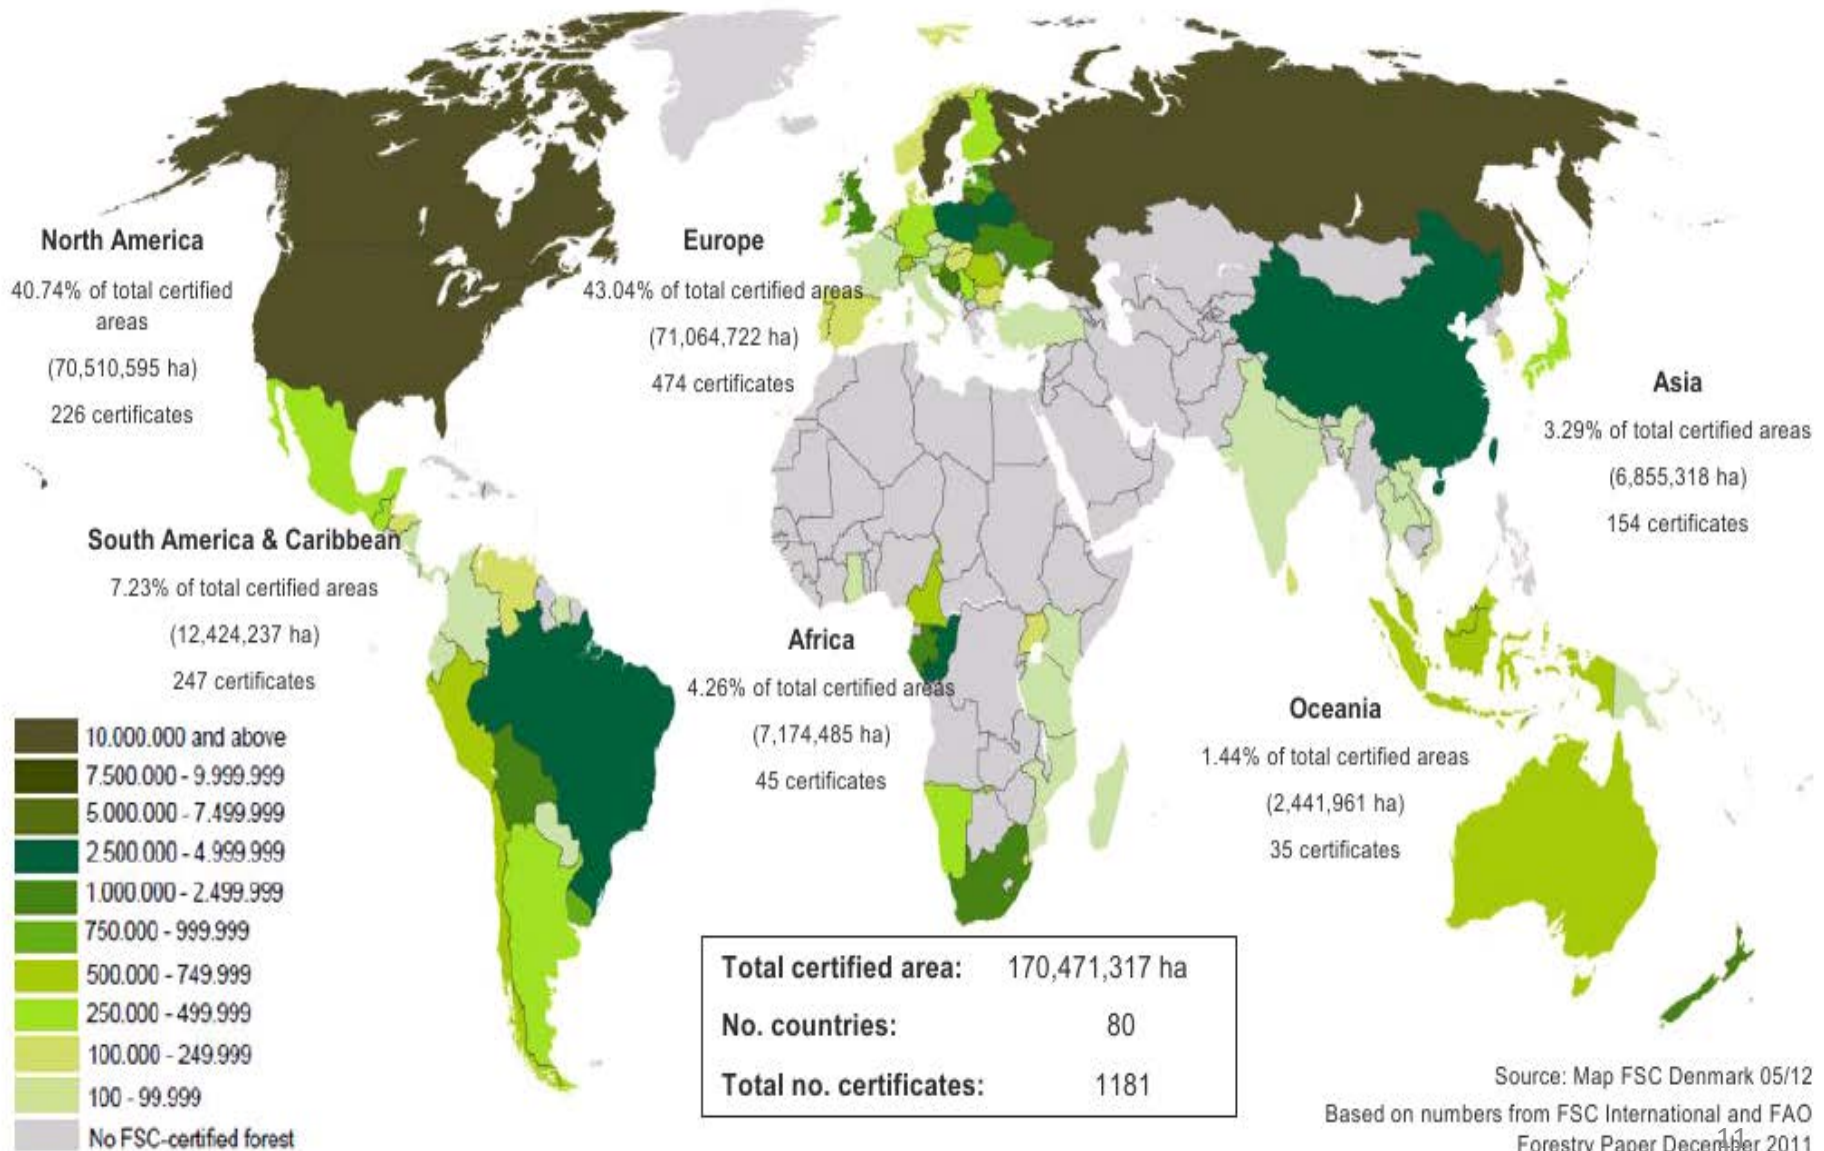 North America
40.74% of total certified
areas
(70,510,595 ha)
226 certificates
Europe
43.04% of total certified areas
(71,064,722 ha)
474 certificates
Asia
3.29% of total certified areas
(6,855,318 ha)
154 certificates
South America & Caribbean
7.23% of total certified areas
(12,424,237 ha)
247 certificates
Africa
4.26% of total certified areas
(7,174,485 ha)
45 certificates
Oceania
1.44% of total certified areas
(2,441,961 ha)
35 certificates
10.000.000 and above
7.500.000 - 9.999.999
5.000.000 - 7.499.999
2.500.000 - 4.999.999
1.000.000 - 2.499.999
750.000 - 999.999
500.000 - 749.999
250.000 - 499.999
100.000 - 249.999
100 - 99.999
No FSC-certified forest
Total certified area: 170,471,317 ha
No. countries: 80
Total no. certificates: 1181
Source: Map FSC Denmark 05/12
Based on numbers from FSC International and FAO
Forestry Paper December 2011
11